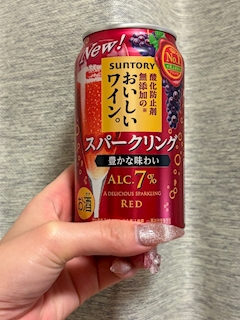 New!
SUNTORY
酸化防止剤
無添加の
おいしい
ワイン。
No.1
スパークリング
豊かな味わい
ALC.7%
A DELICIOUS SPARKLING
RED
お酒